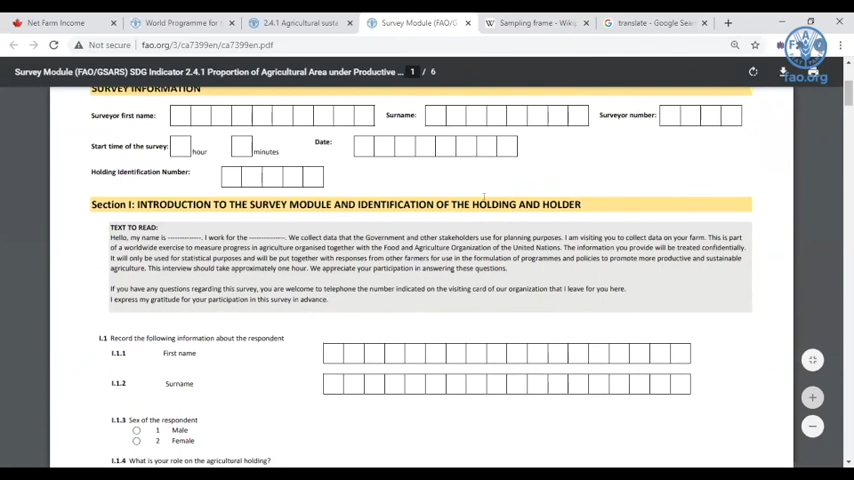 Net Farm Income
World Programme for
2.4.1 Agricultural susta
Survey Module (FAO/G
Sampling frame - Wikip
translate - Google Sear
Not secure
fao.org/3/ca7399en/ca7399en.pdf
Survey Module (FAO/GSARS) SDG Indicator 2.4.1 Proportion of Agricultural Area under Productive ...
1 / 6
fao.org
SURVEY INFORMATION
Surveyor first name:
Surname:
Surveyor number:
Start time of the survey:
hour
minutes
Date:
Holding Identification Number:
Section I: INTRODUCTION TO THE SURVEY MODULE AND IDENTIFICATION OF THE HOLDING AND HOLDER
TEXT TO READ:
Hello, my name is --------------. I work for the --------------. We collect data that the Government and other stakeholders use for planning purposes. I am visiting you to collect data on your farm. This is part
of a worldwide exercise to measure progress in agriculture organised together with the Food and Agriculture Organization of the United Nations. The information you provide will be treated confidentially.
It will only be used for statistical purposes and will be put together with responses from other farmers for use in the formulation of programmes and policies to promote more productive and sustainable
agriculture. This interview should take approximately one hour. We appreciate your participation in answering these questions.
If you have any questions regarding this survey, you are welcome to telephone the number indicated on the visiting card of our organization that I leave for you here.
I express my gratitude for your participation in this survey in advance.
I.1 Record the following information about the respondent
I.1.1 First name
I.1.2 Surname
I.1.3 Sex of the respondent
1 Male
2 Female
I.1.4 What is your role on the agricultural holding?